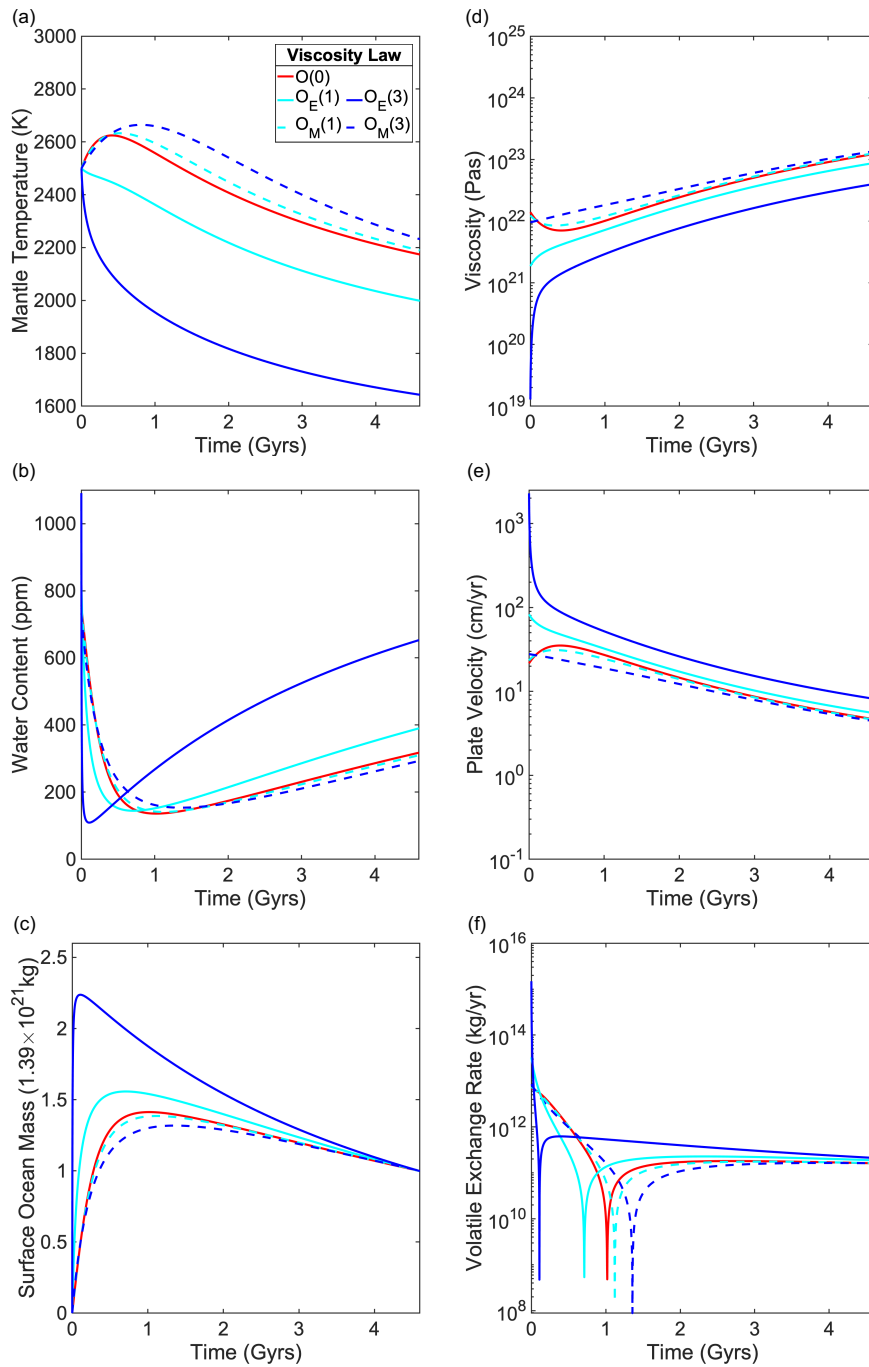 (a)
3000
2800
2600
2400
2200
2000
1800
1600
Mantle Temperature (K)
0 1 2 3 4
Time (Gyrs)
Viscosity Law
O(0)
O_E(1) O_E(3)
O_M(1) O_M(3)
(d)
10^25
10^24
10^23
10^22
10^21
10^20
10^19
Viscosity (Pas)
0 1 2 3 4
Time (Gyrs)
(b)
1000
800
600
400
200
0
Water Content (ppm)
0 1 2 3 4
Time (Gyrs)
(e)
10^3
10^2
10^1
10^0
10^-1
Plate Velocity (cm/yr)
0 1 2 3 4
Time (Gyrs)
(c)
2.5
2
1.5
1
0.5
0
Surface Ocean Mass (1.39×10^21kg)
0 1 2 3 4
Time (Gyrs)
(f)
10^16
10^14
10^12
10^10
10^8
Volatile Exchange Rate (kg/yr)
0 1 2 3 4
Time (Gyrs)